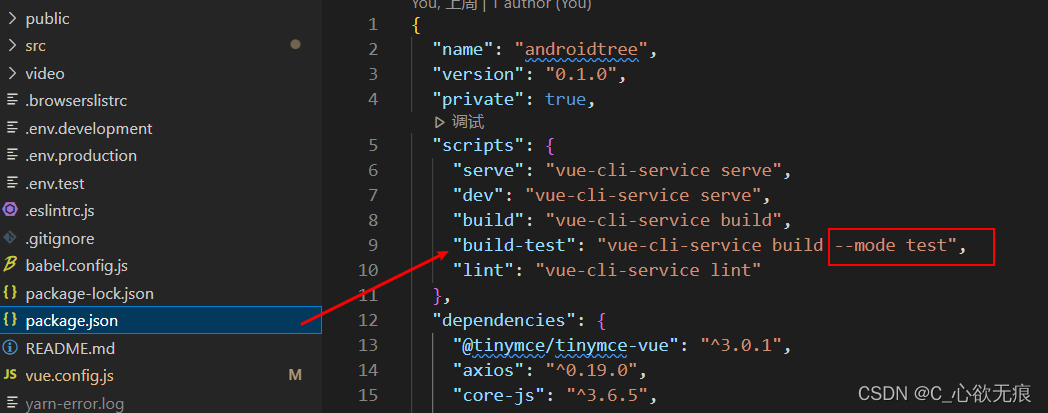 public
src
video
.browserslistrc
.env.development
.env.production
.env.test
.eslintrc.js
.gitignore
babel.config.js
package-lock.json
package.json
README.md
vue.config.js M
yarn-error.log
You, 上周 | 1 author (You)
1 {
2 "name": "androidtree",
3 "version": "0.1.0",
4 "private": true,
调试
5 "scripts": {
6 "serve": "vue-cli-service serve",
7 "dev": "vue-cli-service serve",
8 "build": "vue-cli-service build",
9 "build-test": "vue-cli-service build --mode test",
10 "lint": "vue-cli-service lint"
11 },
12 "dependencies": {
13 "@tinymce/tinymce-vue": "^3.0.1",
14 "axios": "^0.19.0",
15 "core-js": "^3.6.5",
CSDN @C_心欲无痕